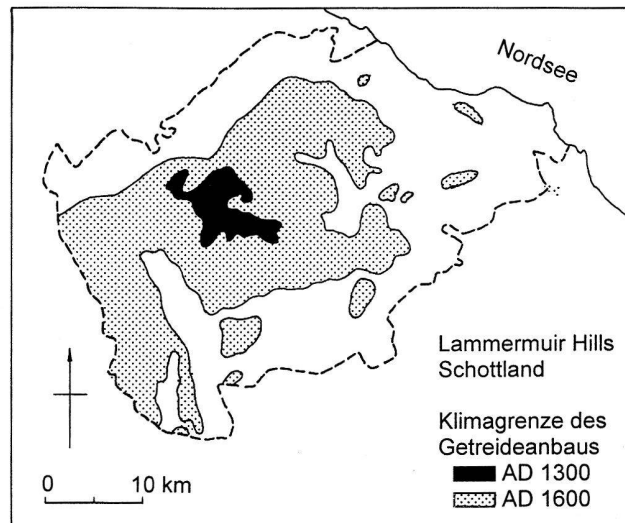 Nordsee
Lammermuir Hills
Schottland
Klimagrenze des
Getreideanbaus
AD 1300
AD 1600
0 10 km